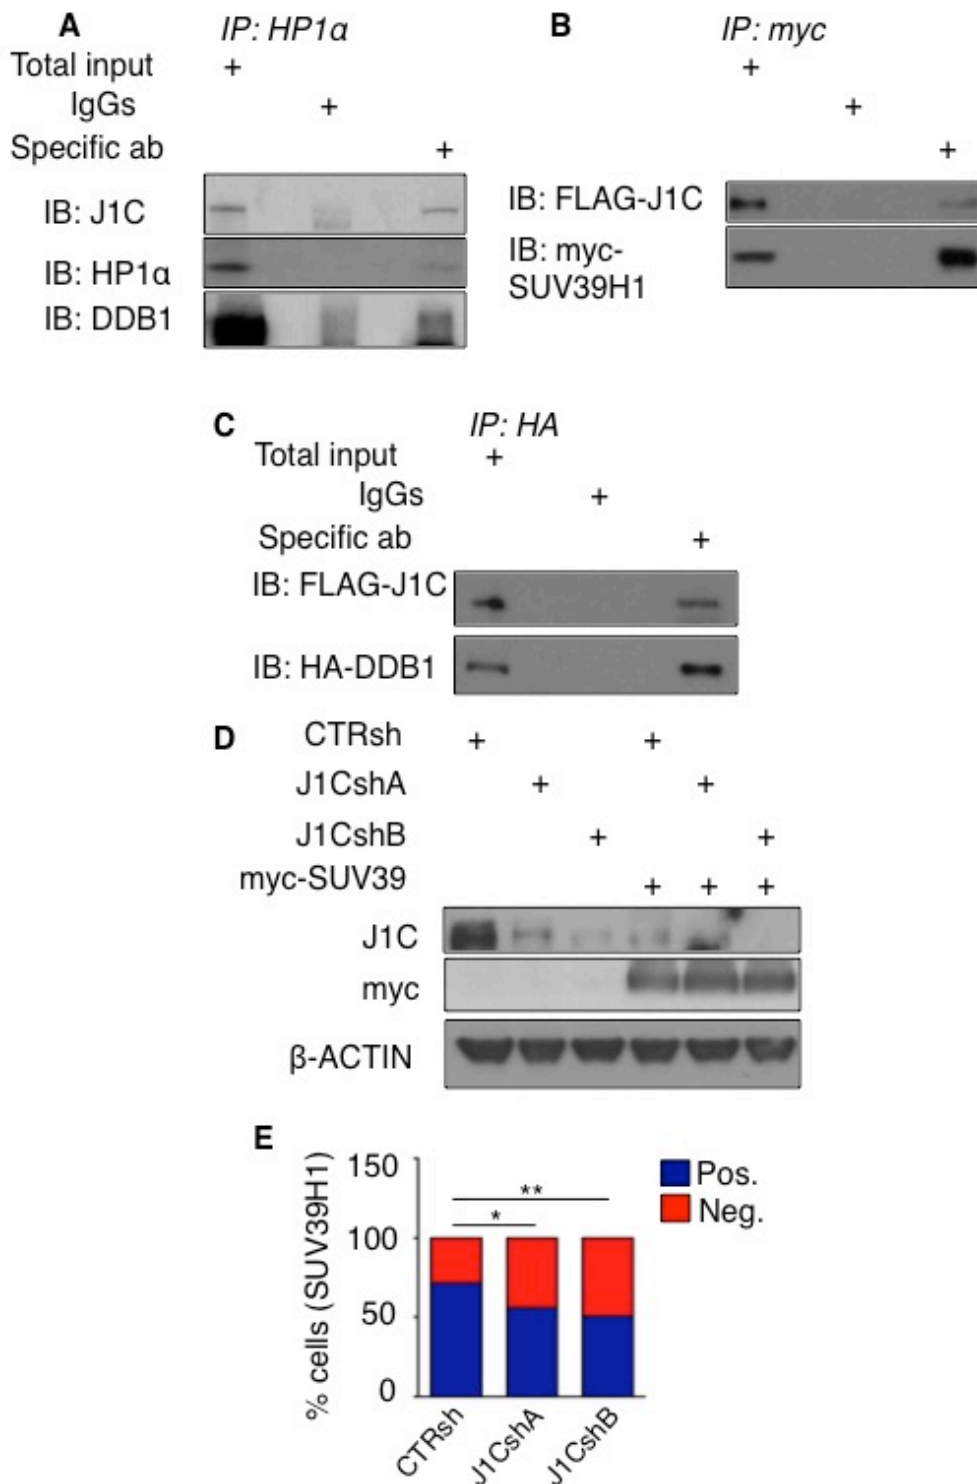 A IP: HP1α
Total input +
IgGs +
Specific ab +
IB: J1C
IB: HP1α
IB: DDB1
B IP: myc
+
+
+
IB: FLAG-J1C
IB: myc-
SUV39H1
C IP: HA
Total input +
IgGs +
Specific ab +
IB: FLAG-J1C
IB: HA-DDB1
D CTRsh + +
J1CshA + +
J1CshB + +
myc-SUV39 + + +
J1C
myc
β-ACTIN
E
% cells (SUV39H1)
150
100
50
0
**
*
Pos.
Neg.
CTRsh
J1CshA
J1CshB